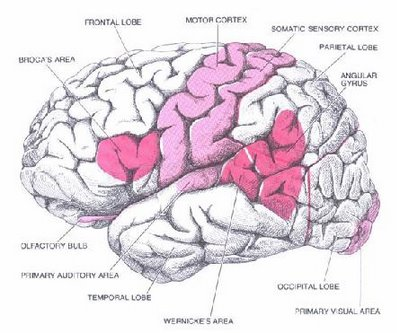 MOTOR CORTEX
FRONTAL LOBE
SOMATIC SENSORY CORTEX
PARIETAL LOBE
BROCA'S AREA
ANGULAR
GYRUS
OLFACTORY BULB
PRIMARY AUDITORY AREA
OCCIPITAL LOBE
TEMPORAL LOBE
PRIMARY VISUAL AREA
WERNICKE'S AREA